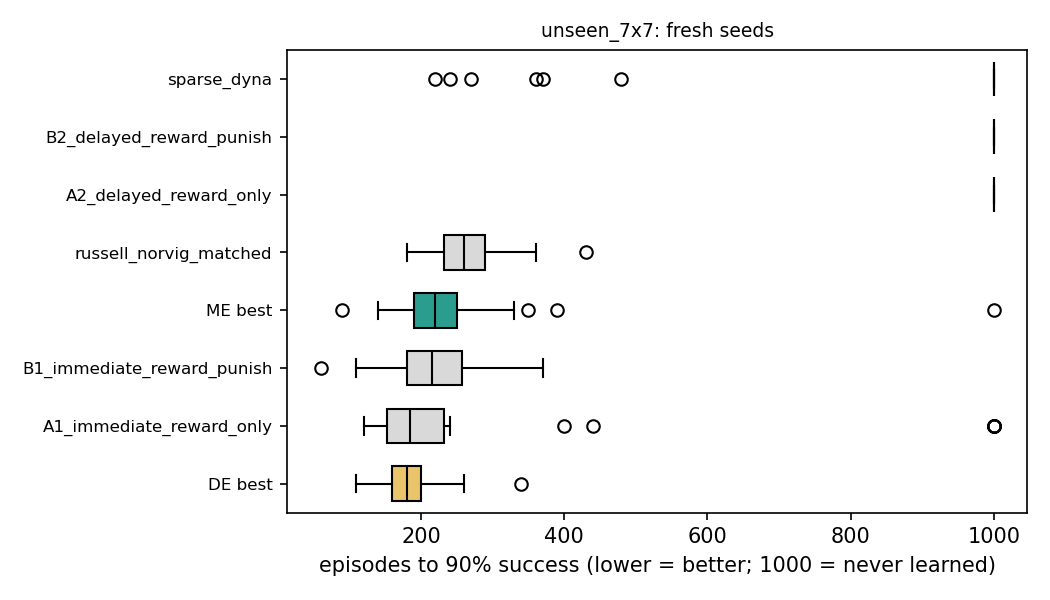 unseen_7x7: fresh seeds
sparse_dyna
B2_delayed_reward_punish
A2_delayed_reward_only
russell_norvig_matched
ME best
B1_immediate_reward_punish
A1_immediate_reward_only
DE best
200 400 600 800 1000
episodes to 90% success (lower = better; 1000 = never learned)